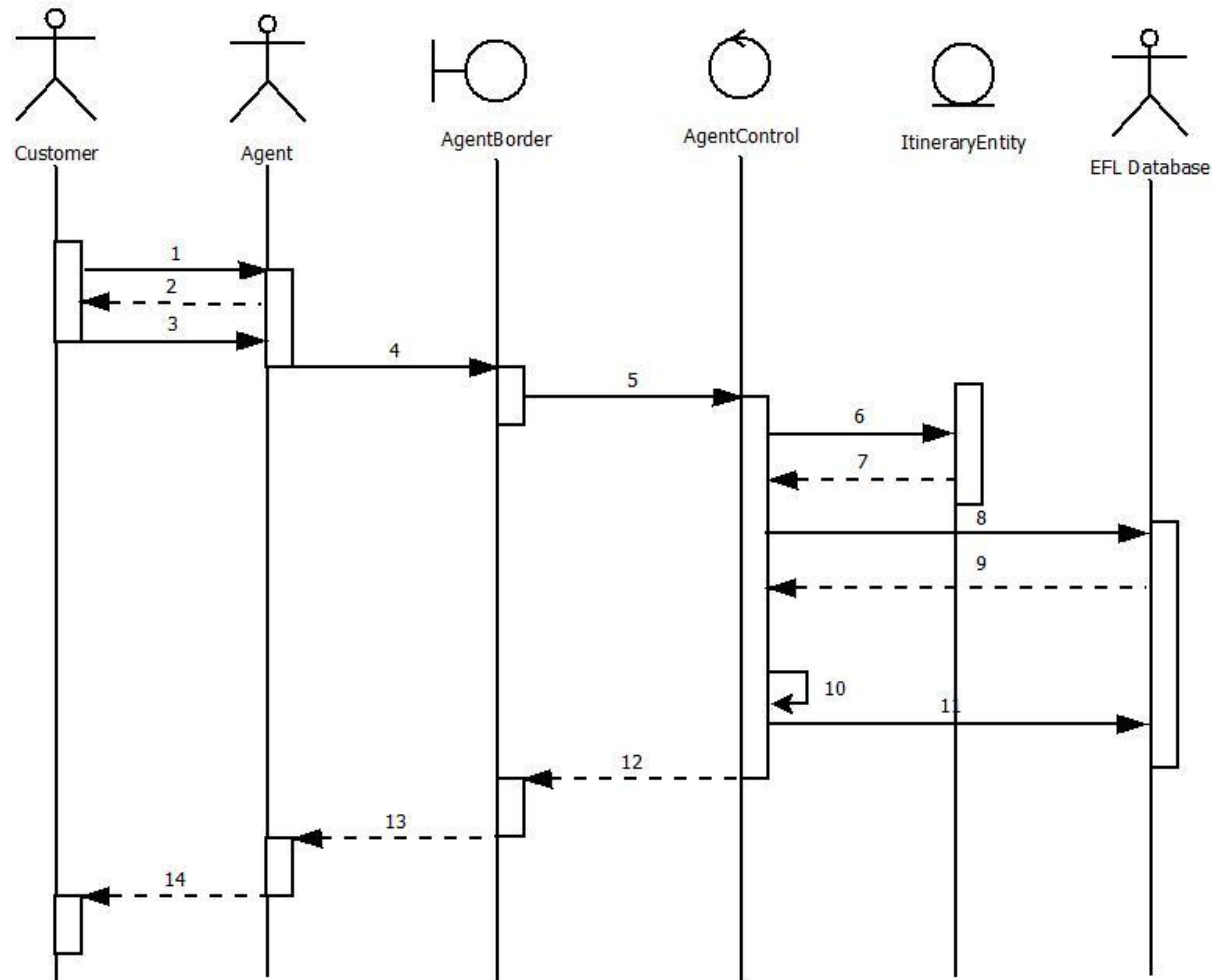 Customer
Agent
AgentBorder
AgentControl
ItineraryEntity
EFL Database
1
2
3
4
5
6
7
8
9
10
11
12
13
14